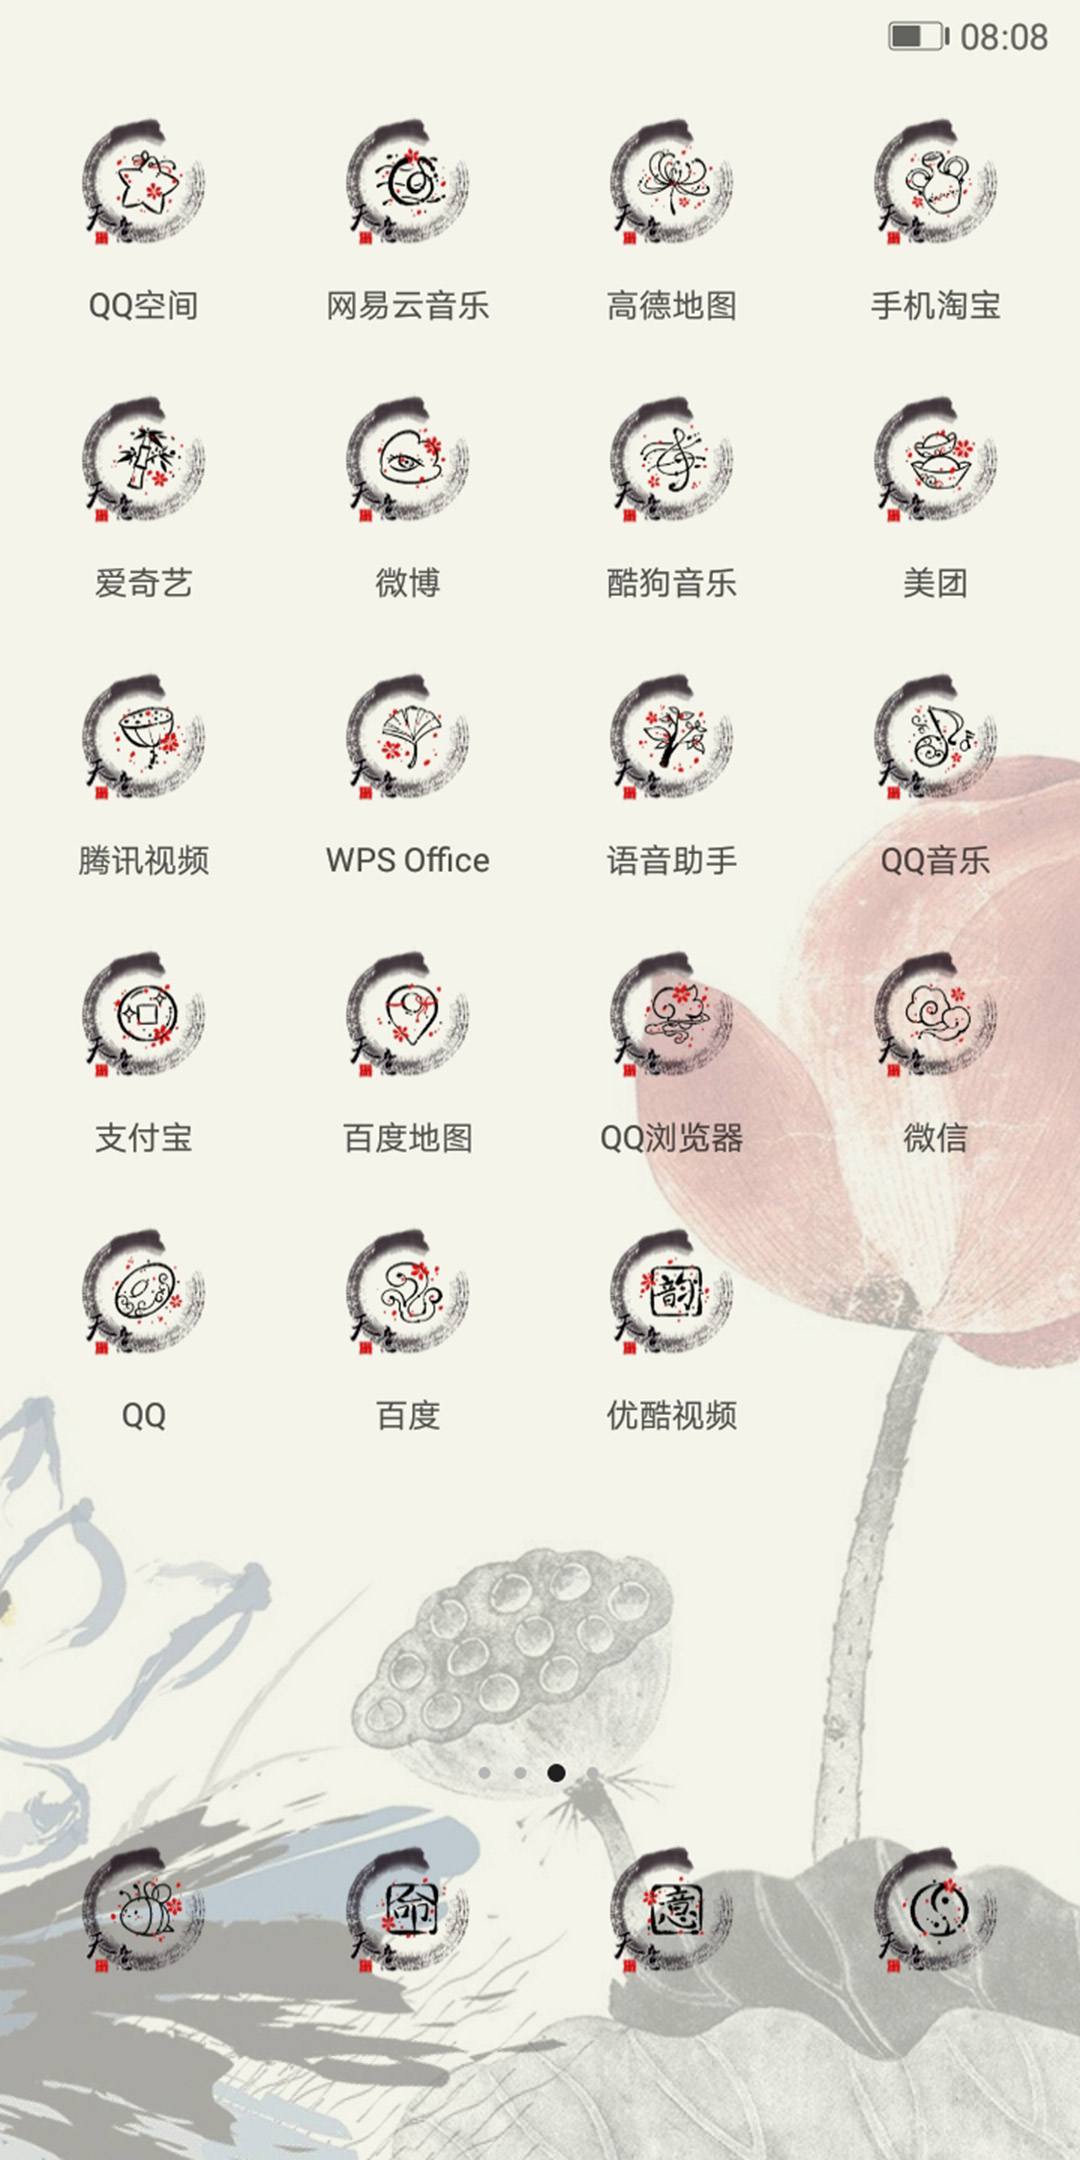 08:08
QQ空间 网易云音乐 高德地图 手机淘宝
爱奇艺 微博 酷狗音乐 美团
腾讯视频 WPS Office 语音助手 QQ音乐
支付宝 百度地图 QQ浏览器 微信
韵
QQ 百度 优酷视频
意